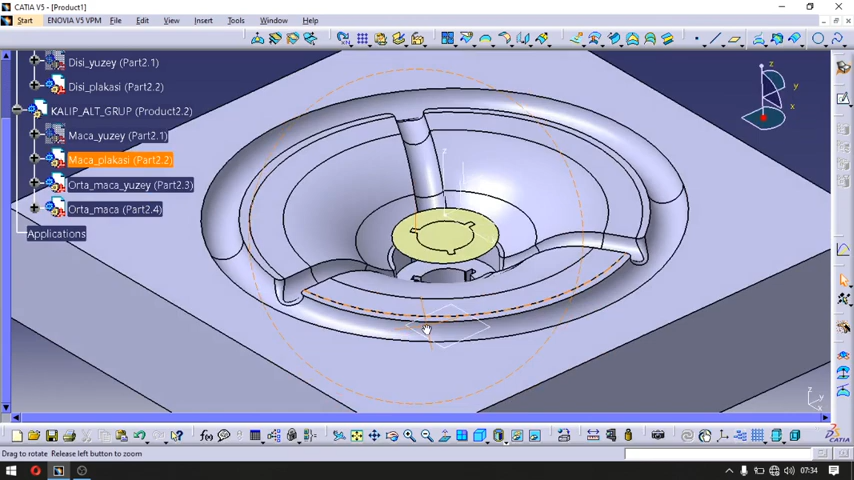 CATIA V5 - [Product1]
Start ENOVIA V5 VPM File Edit View Insert Tools Window Help
Disi_yuzey (Part2.1)
Disi_plakasi (Part2.2)
KALIP_ALT_GRUP (Product2.2)
Maca_yuzey (Part2.1)
Maca_plakasi (Part2.2)
Orta_maca_yuzey (Part2.3)
Orta_maca (Part2.4)
Applications
z
y
x
z
z
x
f(x)
CATIA
Drag to rotate Release left button to zoom
07:34